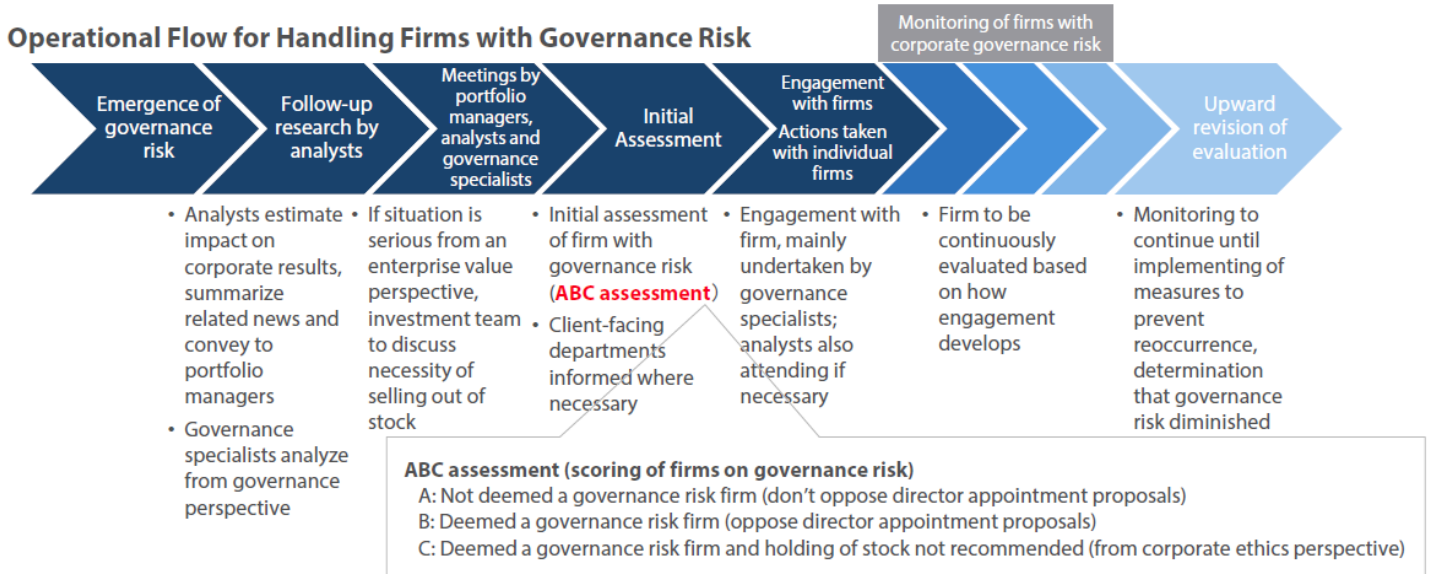 Operational Flow for Handling Firms with Governance Risk
Monitoring of firms with
corporate governance risk
Emergence of
governance
risk
Follow-up
research by
analysts
Meetings by
portfolio
managers,
analysts and
governance
specialists
Initial
Assessment
Engagement
with firms
Actions taken
with individual
firms
Upward
revision of
evaluation
• Analysts estimate
impact on
corporate results,
summarize
related news and
convey to
portfolio
managers
• Governance
specialists analyze
from governance
perspective
• If situation is
serious from an
enterprise value
perspective,
investment team
to discuss
necessity of
selling out of
stock
• Initial assessment
of firm with
governance risk
(ABC assessment)
• Client-facing
departments
informed where
necessary
• Engagement with
firm, mainly
undertaken by
governance
specialists;
analysts also
attending if
necessary
• Firm to be
continuously
evaluated based
on how
engagement
develops
• Monitoring to
continue until
implementing of
measures to
prevent
reoccurrence,
determination
that governance
risk diminished
ABC assessment (scoring of firms on governance risk)
A: Not deemed a governance risk firm (don't oppose director appointment proposals)
B: Deemed a governance risk firm (oppose director appointment proposals)
C: Deemed a governance risk firm and holding of stock not recommended (from corporate ethics perspective)